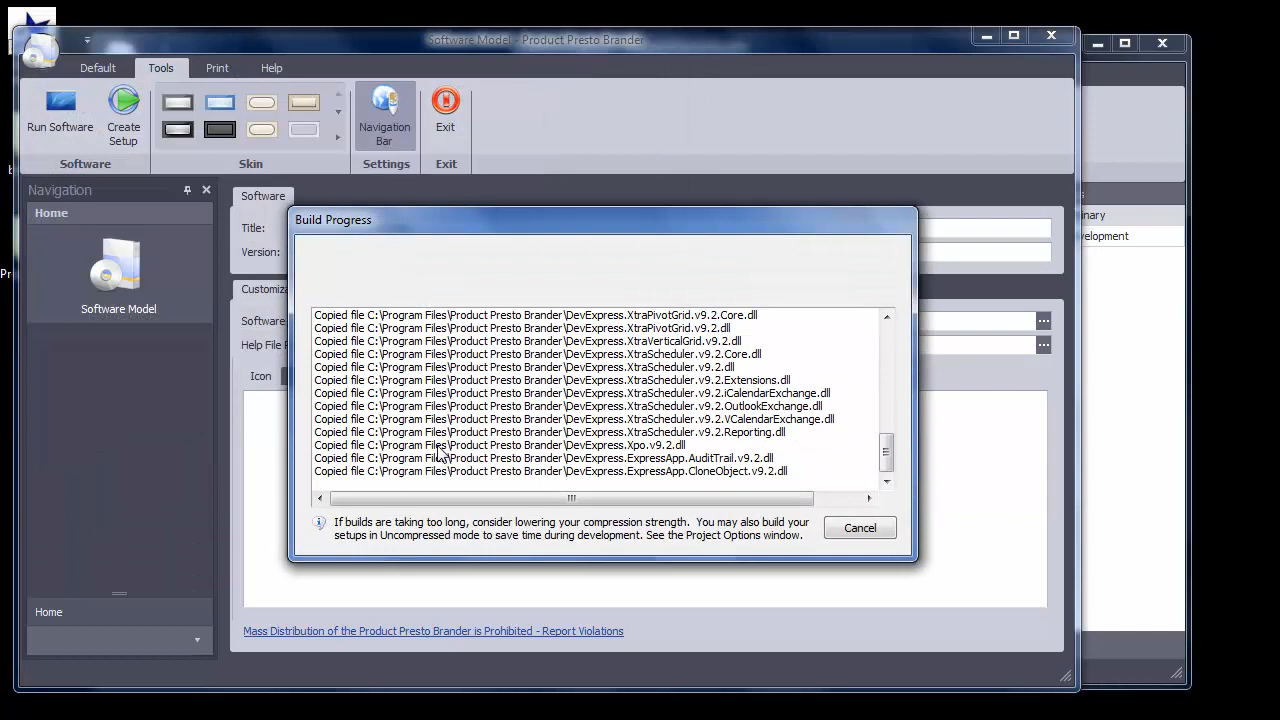 Software Model - Product Presto Brander
Default Tools Print Help
Run Software
Create Setup
Navigation Bar
Exit
Software Skin Settings Exit
Navigation
Home
Software Model
Home
Software
Title:
Version:
Customiza
Software
Help File P
Icon
Build Progress
Copied file C:\Program Files\Product Presto Brander\DevExpress.XtraPivotGrid.v9.2.Core.dll
Copied file C:\Program Files\Product Presto Brander\DevExpress.XtraPivotGrid.v9.2.dll
Copied file C:\Program Files\Product Presto Brander\DevExpress.XtraVerticalGrid.v9.2.dll
Copied file C:\Program Files\Product Presto Brander\DevExpress.XtraScheduler.v9.2.Core.dll
Copied file C:\Program Files\Product Presto Brander\DevExpress.XtraScheduler.v9.2.dll
Copied file C:\Program Files\Product Presto Brander\DevExpress.XtraScheduler.v9.2.Extensions.dll
Copied file C:\Program Files\Product Presto Brander\DevExpress.XtraScheduler.v9.2.iCalendarExchange.dll
Copied file C:\Program Files\Product Presto Brander\DevExpress.XtraScheduler.v9.2.OutlookExchange.dll
Copied file C:\Program Files\Product Presto Brander\DevExpress.XtraScheduler.v9.2.VCalendarExchange.dll
Copied file C:\Program Files\Product Presto Brander\DevExpress.XtraScheduler.v9.2.Reporting.dll
Copied file C:\Program Files\Product Presto Brander\DevExpress.Xpo.v9.2.dll
Copied file C:\Program Files\Product Presto Brander\DevExpress.ExpressApp.AuditTrail.v9.2.dll
Copied file C:\Program Files\Product Presto Brander\DevExpress.ExpressApp.CloneObject.v9.2.dll
If builds are taking too long, consider lowering your compression strength. You may also build your
setups in Uncompressed mode to save time during development. See the Project Options window.
Cancel
Mass Distribution of the Product Presto Brander is Prohibited - Report Violations
s
inary
velopment
Pr